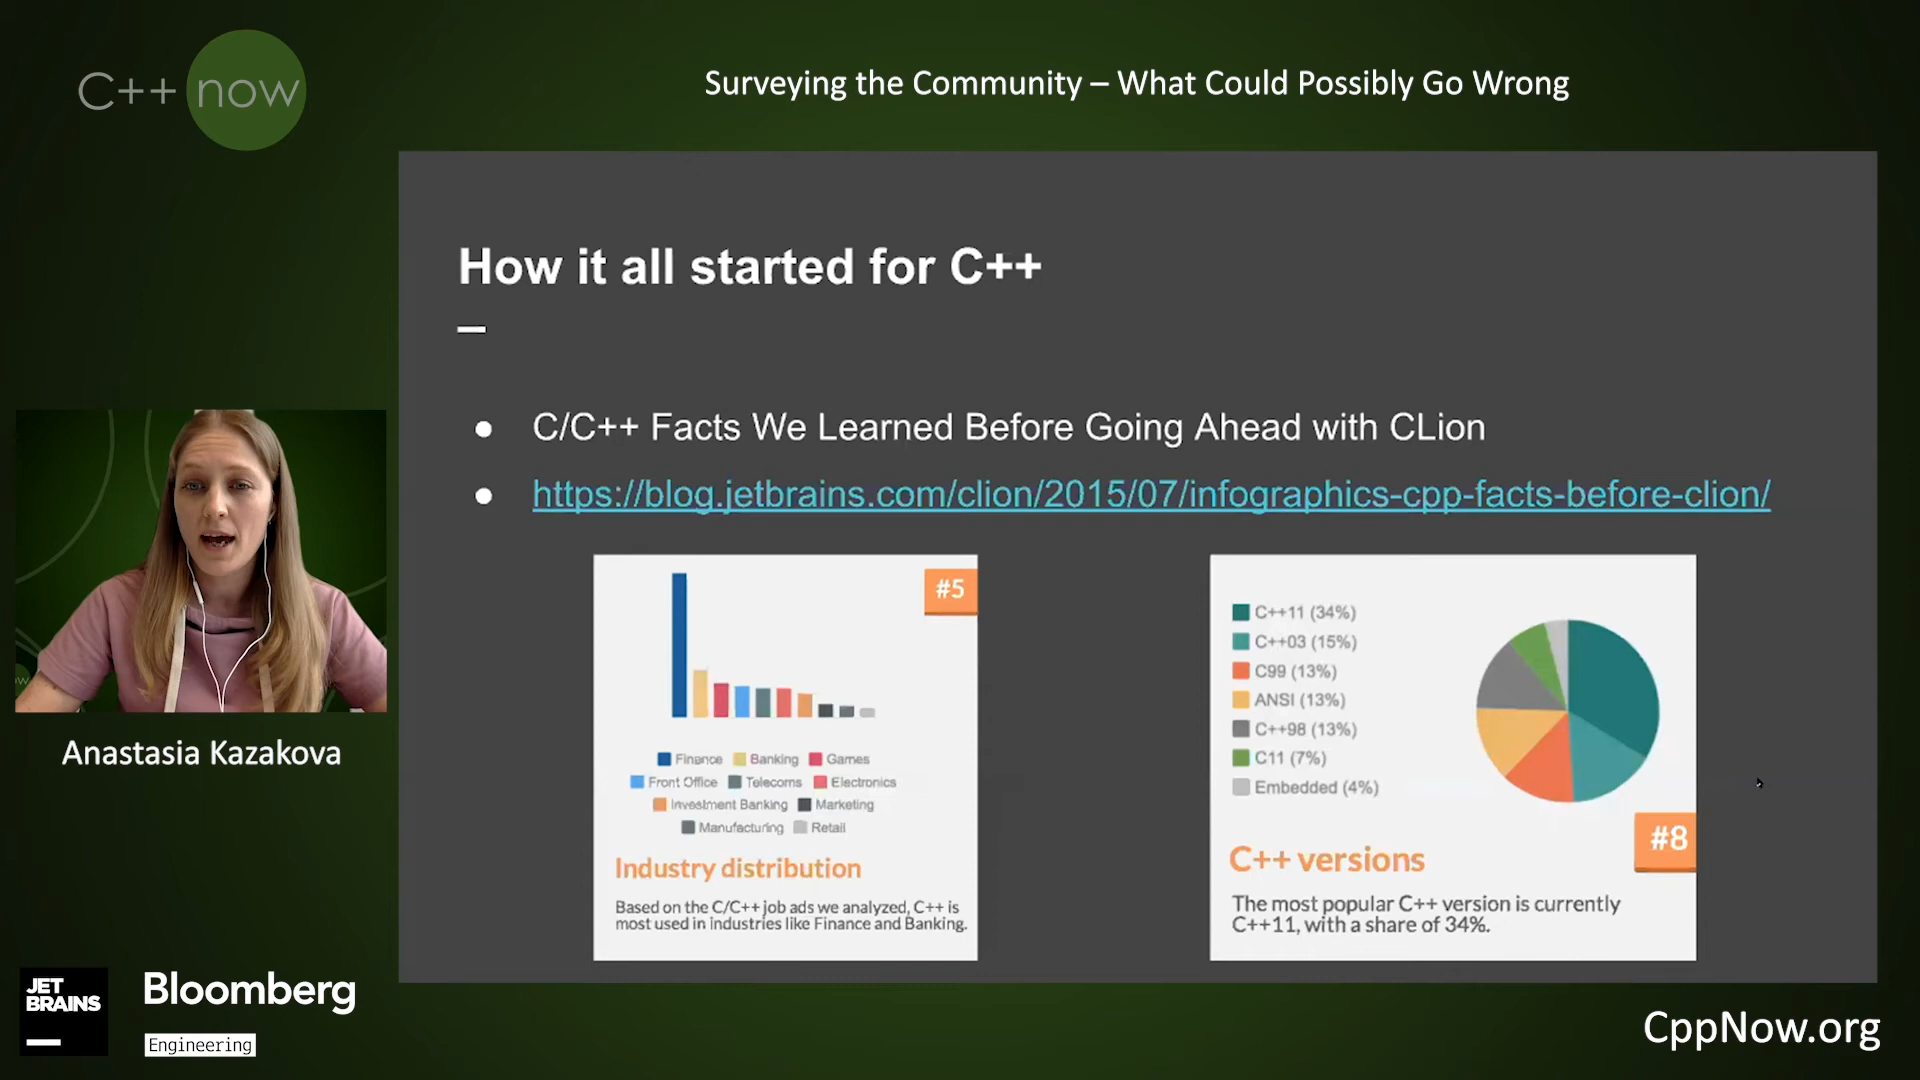 C++ now
Surveying the Community – What Could Possibly Go Wrong
How it all started for C++
C/C++ Facts We Learned Before Going Ahead with CLion
https://blog.jetbrains.com/clion/2015/07/infographics-cpp-facts-before-clion/
#5
Finance Banking Games
Front Office Telecoms Electronics
Investment Banking Marketing
Manufacturing Retail
Industry distribution
Based on the C/C++ job ads we analyzed, C++ is
most used in industries like Finance and Banking.
C++11 (34%)
C++03 (15%)
C99 (13%)
ANSI (13%)
C++98 (13%)
C11 (7%)
Embedded (4%)
#8
C++ versions
The most popular C++ version is currently
C++11, with a share of 34%.
Anastasia Kazakova
JET
BRAINS
Bloomberg
Engineering
CppNow.org